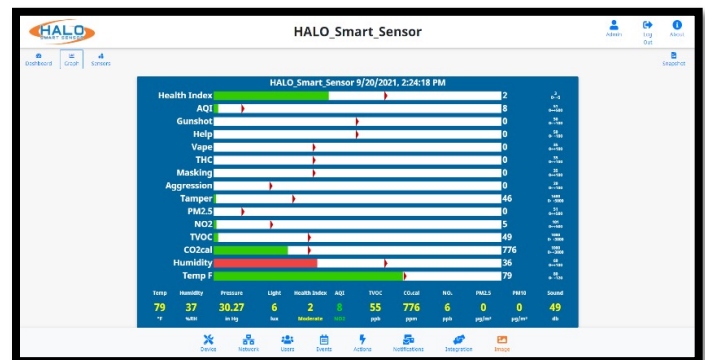 HALO
SMART SENSOR
HALO_Smart_Sensor
Admin
Log Out
About
Dashboard
Graph
Sensors
Snapshot
HALO_Smart_Sensor 9/20/2021, 2:24:18 PM
Health Index 2
AQI 8
Gunshot 0
Help 0
Vape 0
THC 0
Masking 0
Aggression 0
Tamper 46
PM2.5 0
NO2 5
TVOC 49
CO2cal 776
Humidity 36
Temp F 79
Temp Humidity Pressure Light Health Index AQI TVOC CO₂cal NO₂ PM2.5 PM10 Sound
79 37 30.27 6 2 8 55 776 6 0 0 49
°F %RH in Hg lux Moderate NO2 ppb ppm ppb µg/m³ µg/m³ db
Device Network Users Events Actions Notifications Integration Image